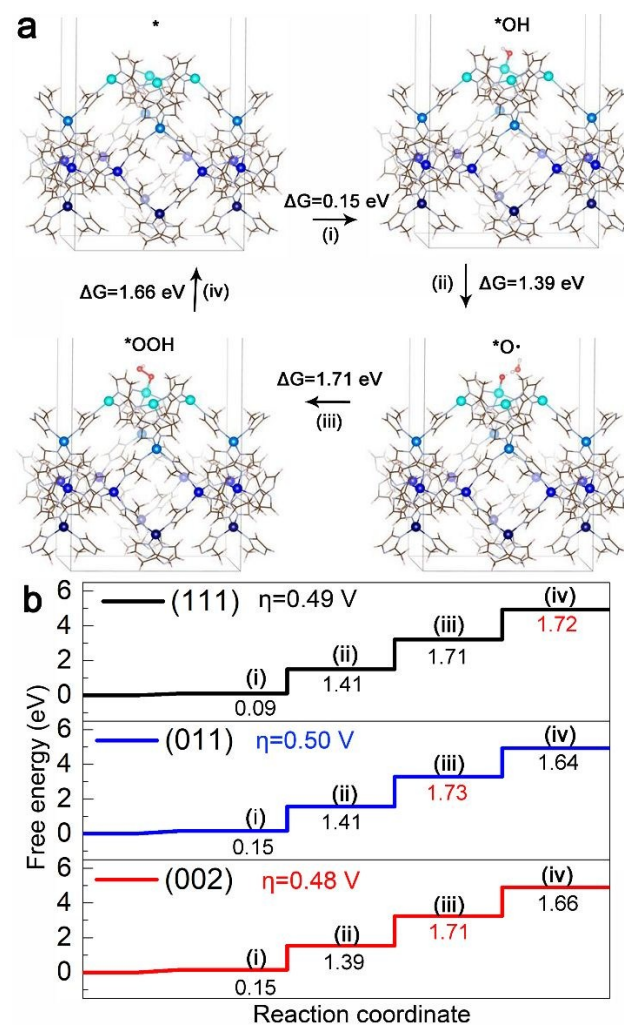 a
*
*OH
ΔG=0.15 eV
(i)
ΔG=1.66 eV (iv)
(ii) ΔG=1.39 eV
*OOH
*O·
ΔG=1.71 eV
(iii)
b
Free energy (eV)
6
4
2
0
(111) η=0.49 V
(i)
0.09
(ii)
1.41
(iii)
1.71
(iv)
1.72
6
4
2
0
(011) η=0.50 V
(i)
0.15
(ii)
1.41
(iii)
1.73
(iv)
1.64
6
4
2
0
(002) η=0.48 V
(i)
0.15
(ii)
1.39
(iii)
1.71
(iv)
1.66
Reaction coordinate